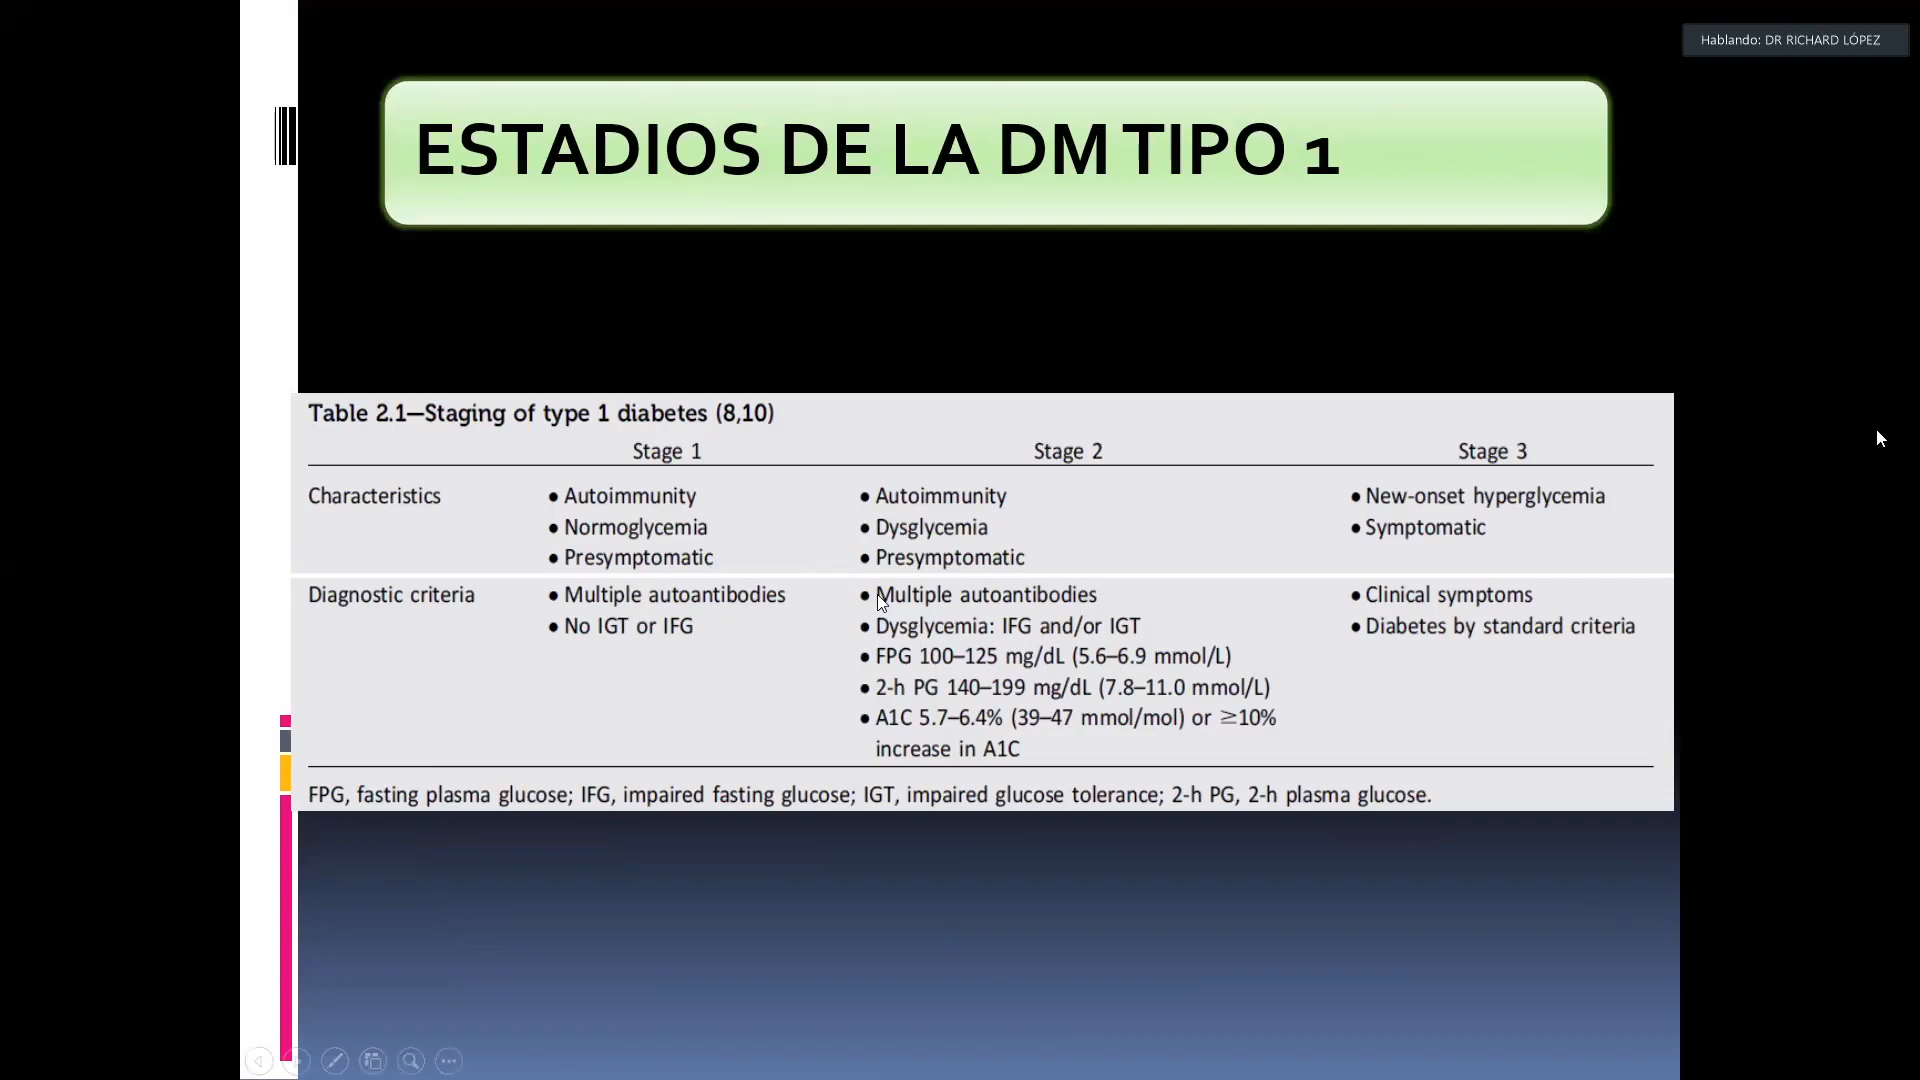 Hablando: DR RICHARD LÓPEZ
ESTADIOS DE LA DM TIPO 1
Table 2.1—Staging of type 1 diabetes (8,10)
Stage 1 Stage 2 Stage 3
Characteristics • Autoimmunity • Autoimmunity • New-onset hyperglycemia
• Normoglycemia • Dysglycemia • Symptomatic
• Presymptomatic • Presymptomatic
Diagnostic criteria • Multiple autoantibodies • Multiple autoantibodies • Clinical symptoms
• No IGT or IFG • Dysglycemia: IFG and/or IGT • Diabetes by standard criteria
• FPG 100–125 mg/dL (5.6–6.9 mmol/L)
• 2-h PG 140–199 mg/dL (7.8–11.0 mmol/L)
• A1C 5.7–6.4% (39–47 mmol/mol) or ≥10%
increase in A1C
FPG, fasting plasma glucose; IFG, impaired fasting glucose; IGT, impaired glucose tolerance; 2-h PG, 2-h plasma glucose.